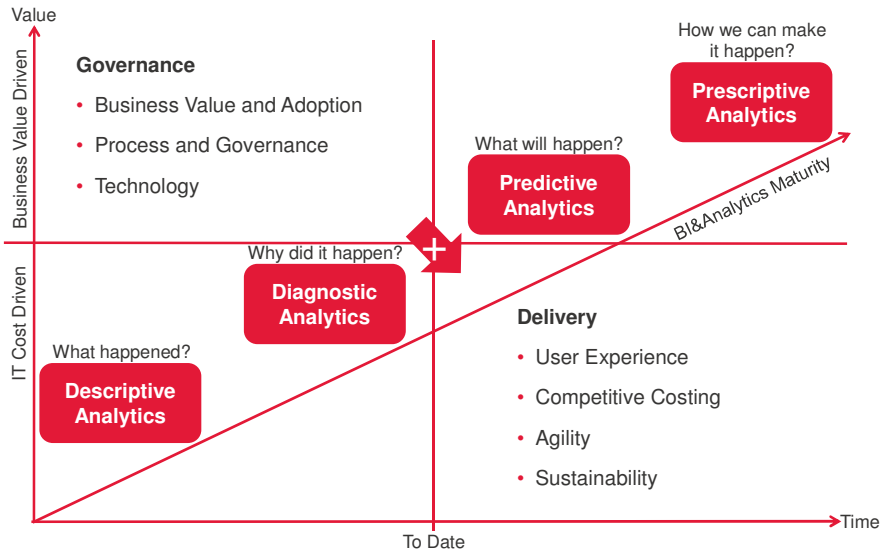 Value
Business Value Driven
IT Cost Driven
Governance
• Business Value and Adoption
• Process and Governance
• Technology
How we can make
it happen?
Prescriptive
Analytics
What will happen?
Predictive
Analytics
BI&Analytics Maturity
Why did it happen?
Diagnostic
Analytics
What happened?
Descriptive
Analytics
Delivery
• User Experience
• Competitive Costing
• Agility
• Sustainability
Time
To Date